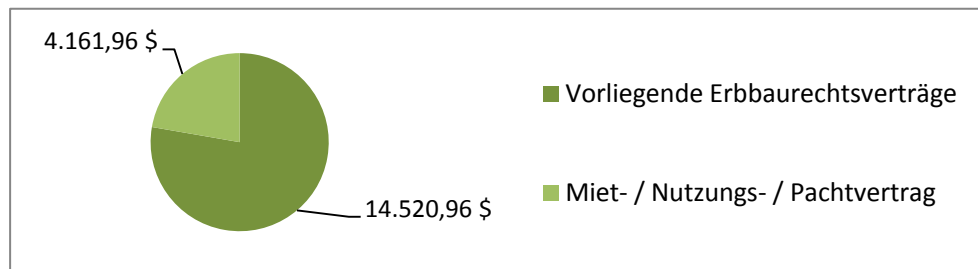 4.161,96 $
14.520,96 $
Vorliegende Erbbaurechtsverträge
Miet- / Nutzungs- / Pachtvertrag